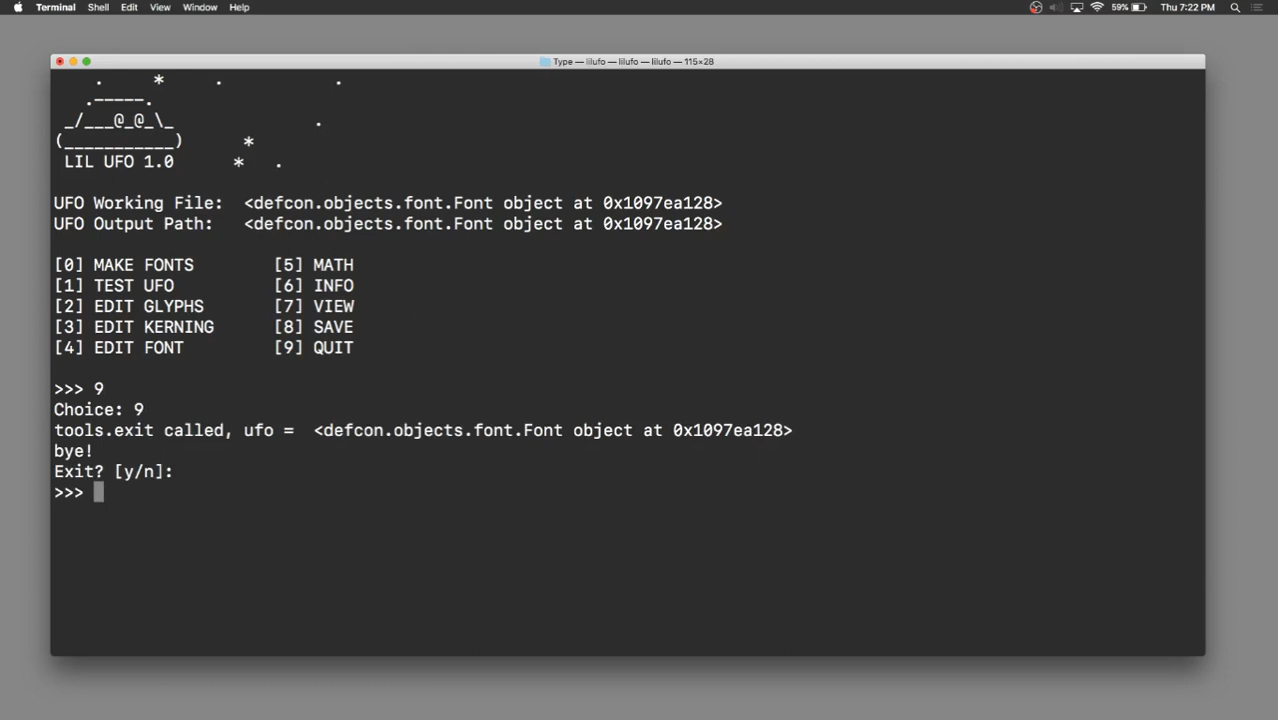 Terminal Shell Edit View Window Help 59% Thu 7:22 PM
Type — lilufo — lilufo — lilufo — 115×28
.     *     .           .
.-----.
_/___@_@_\_              .
(___________)      *
LIL UFO 1.0      *   .
UFO Working File:  <defcon.objects.font.Font object at 0x1097ea128>
UFO Output Path:   <defcon.objects.font.Font object at 0x1097ea128>
[0] MAKE FONTS        [5] MATH
[1] TEST UFO          [6] INFO
[2] EDIT GLYPHS       [7] VIEW
[3] EDIT KERNING      [8] SAVE
[4] EDIT FONT         [9] QUIT
>>> 9
Choice: 9
tools.exit called, ufo =  <defcon.objects.font.Font object at 0x1097ea128>
bye!
Exit? [y/n]:
>>>